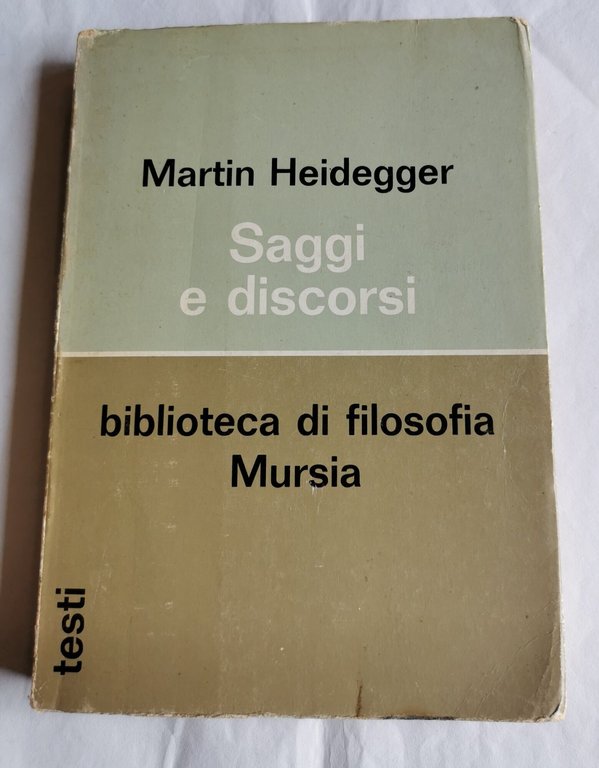 Martin Heidegger
Saggi
e discorsi
biblioteca di filosofia
Mursia
testi